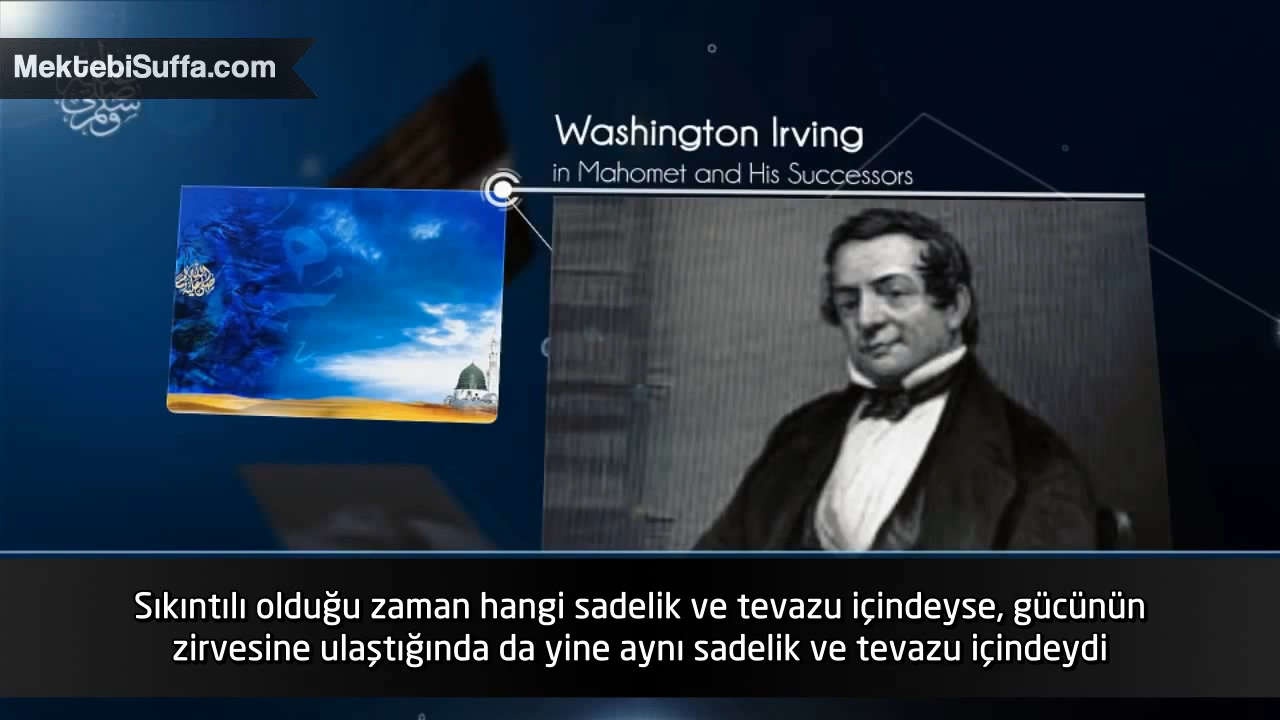 MektebiSuffa.com
Washington Irving
in Mahomet and His Successors
Sıkıntılı olduğu zaman hangi sadelik ve tevazu içindeyse, gücünün
zirvesine ulaştığında da yine aynı sadelik ve tevazu içindeydi